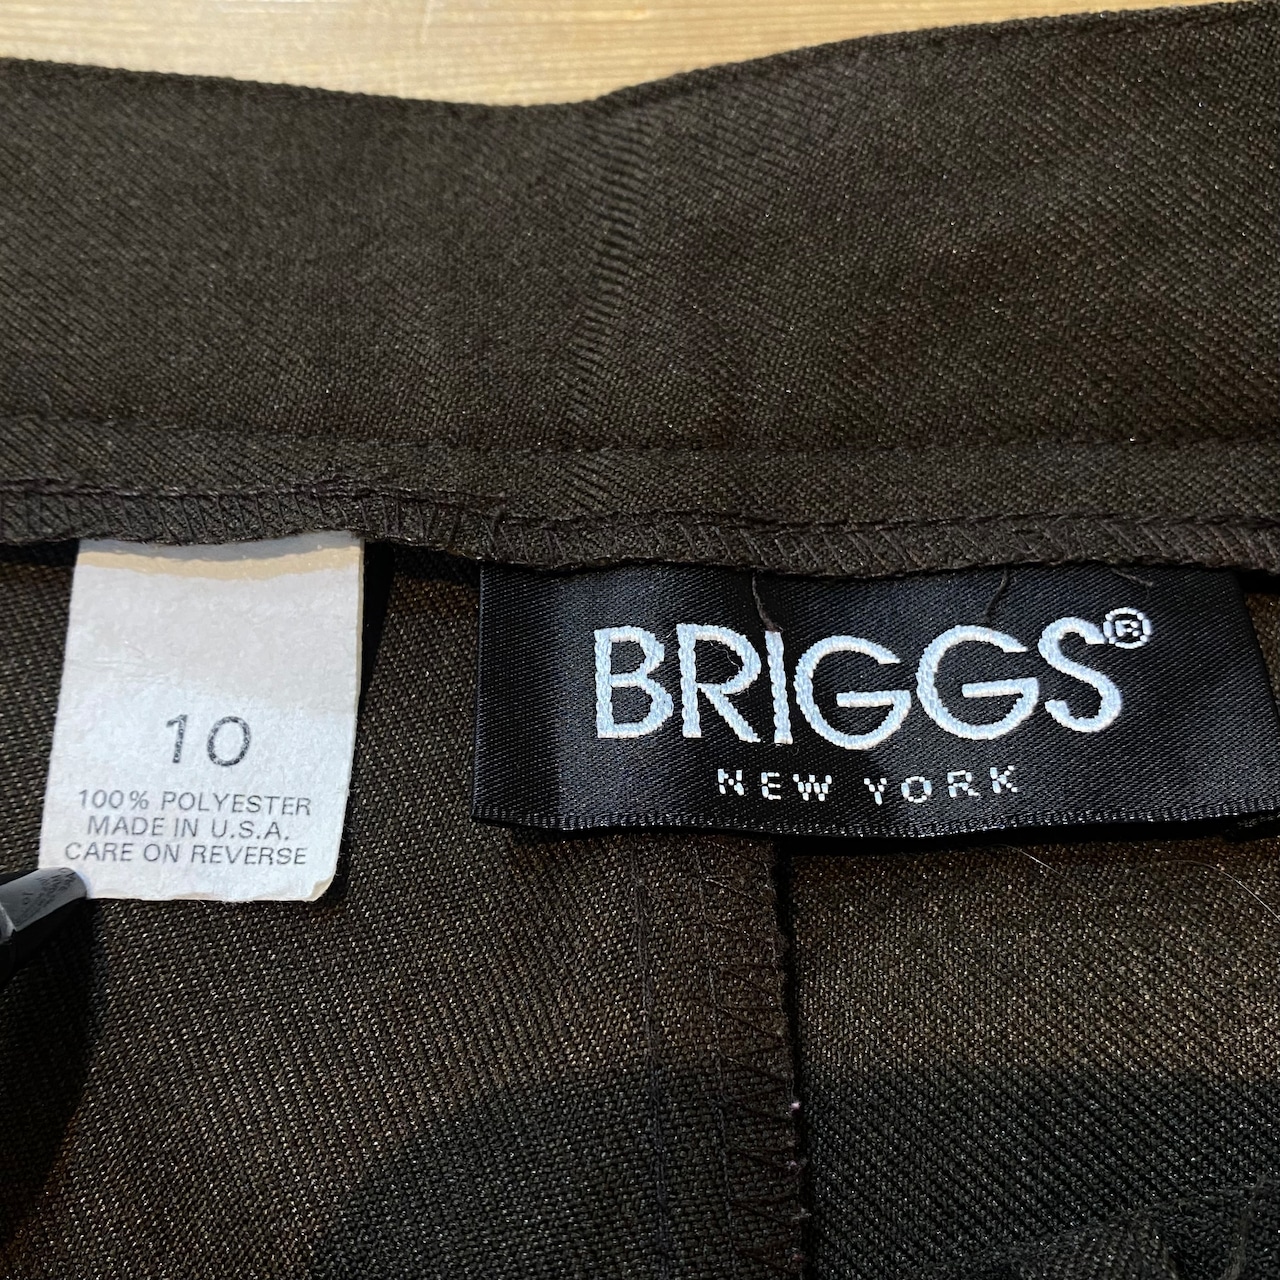 10
100% POLYESTER
MADE IN U.S.A.
CARE ON REVERSE
BRIGGS®
NEW YORK